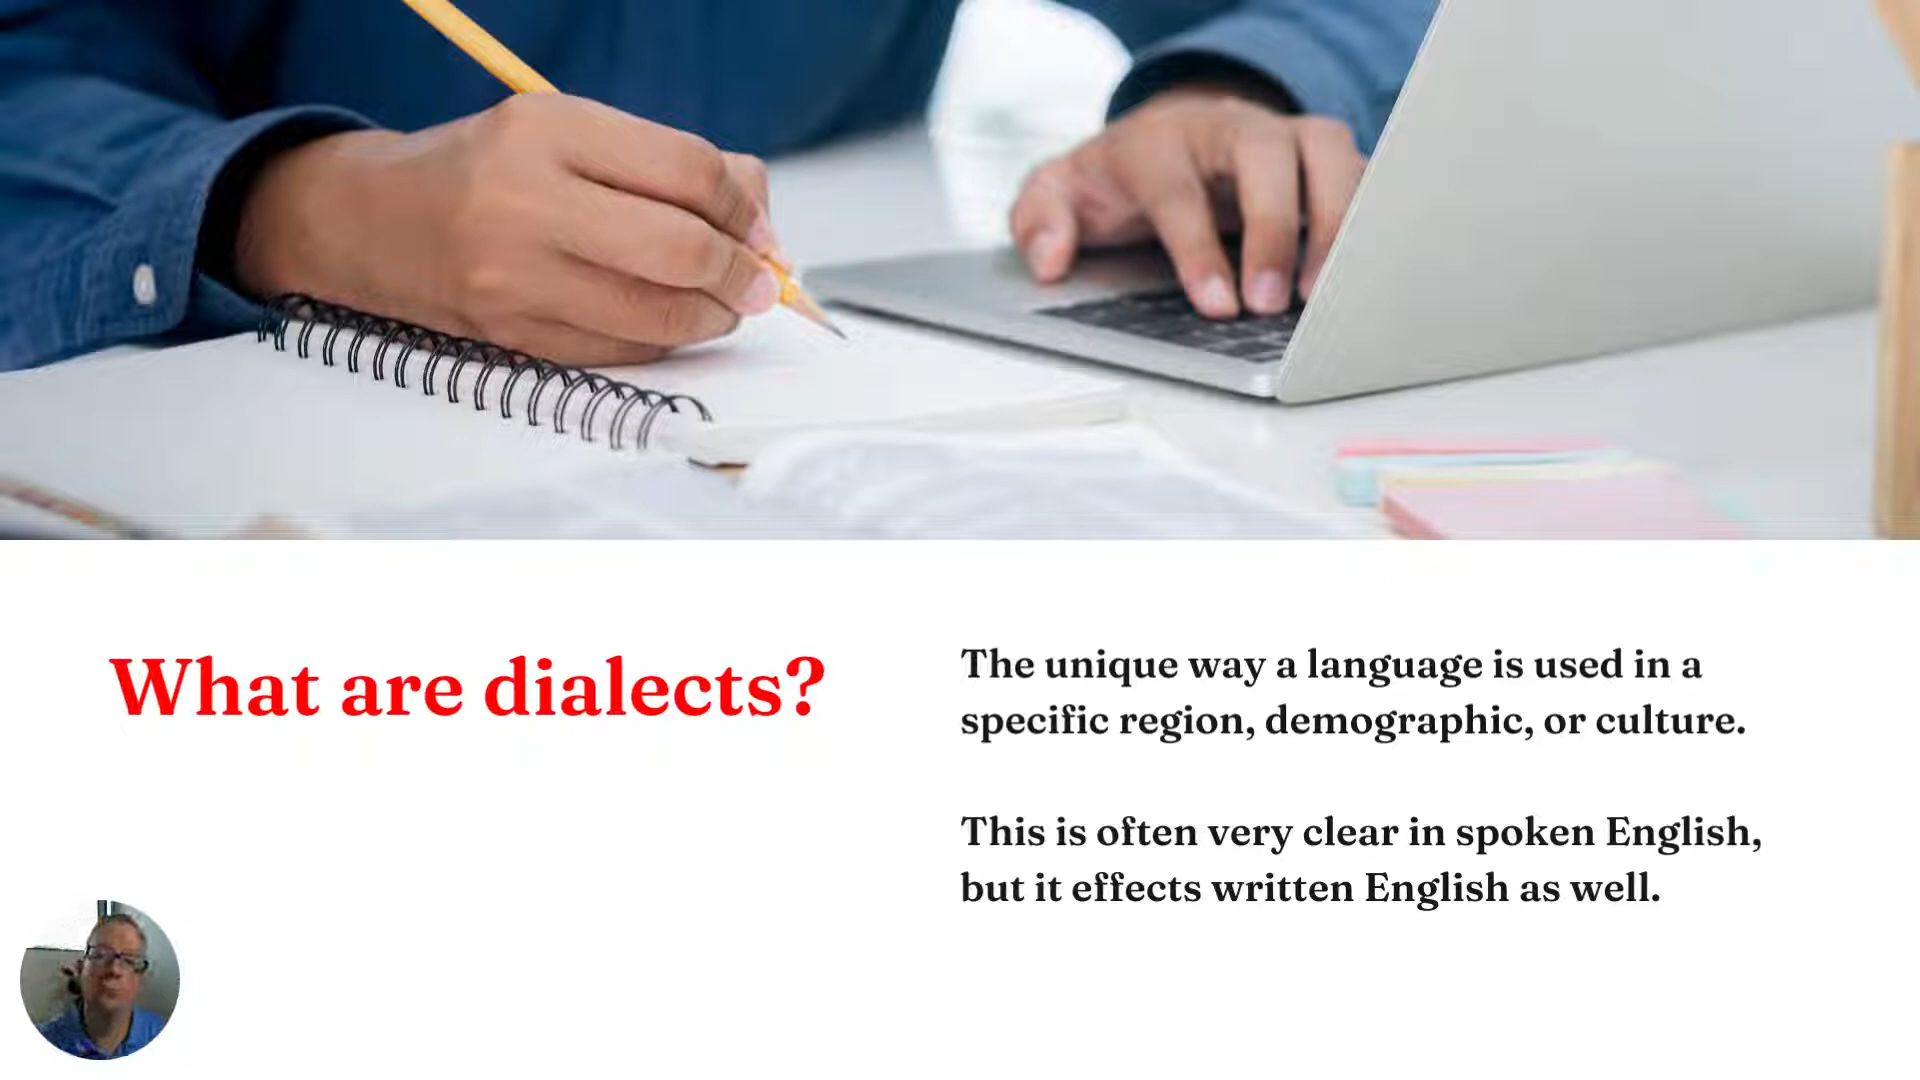 What are dialects?
The unique way a language is used in a
specific region, demographic, or culture.
This is often very clear in spoken English,
but it effects written English as well.